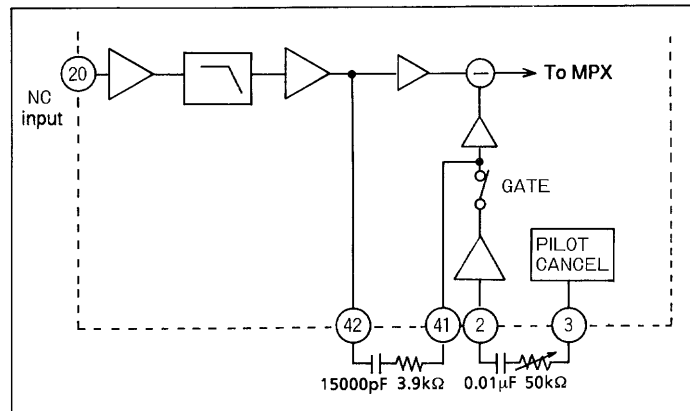 20
NC
input
To MPX
GATE
PILOT
CANCEL
42
41
2
3
15000pF 3.9kΩ 0.01μF 50kΩ